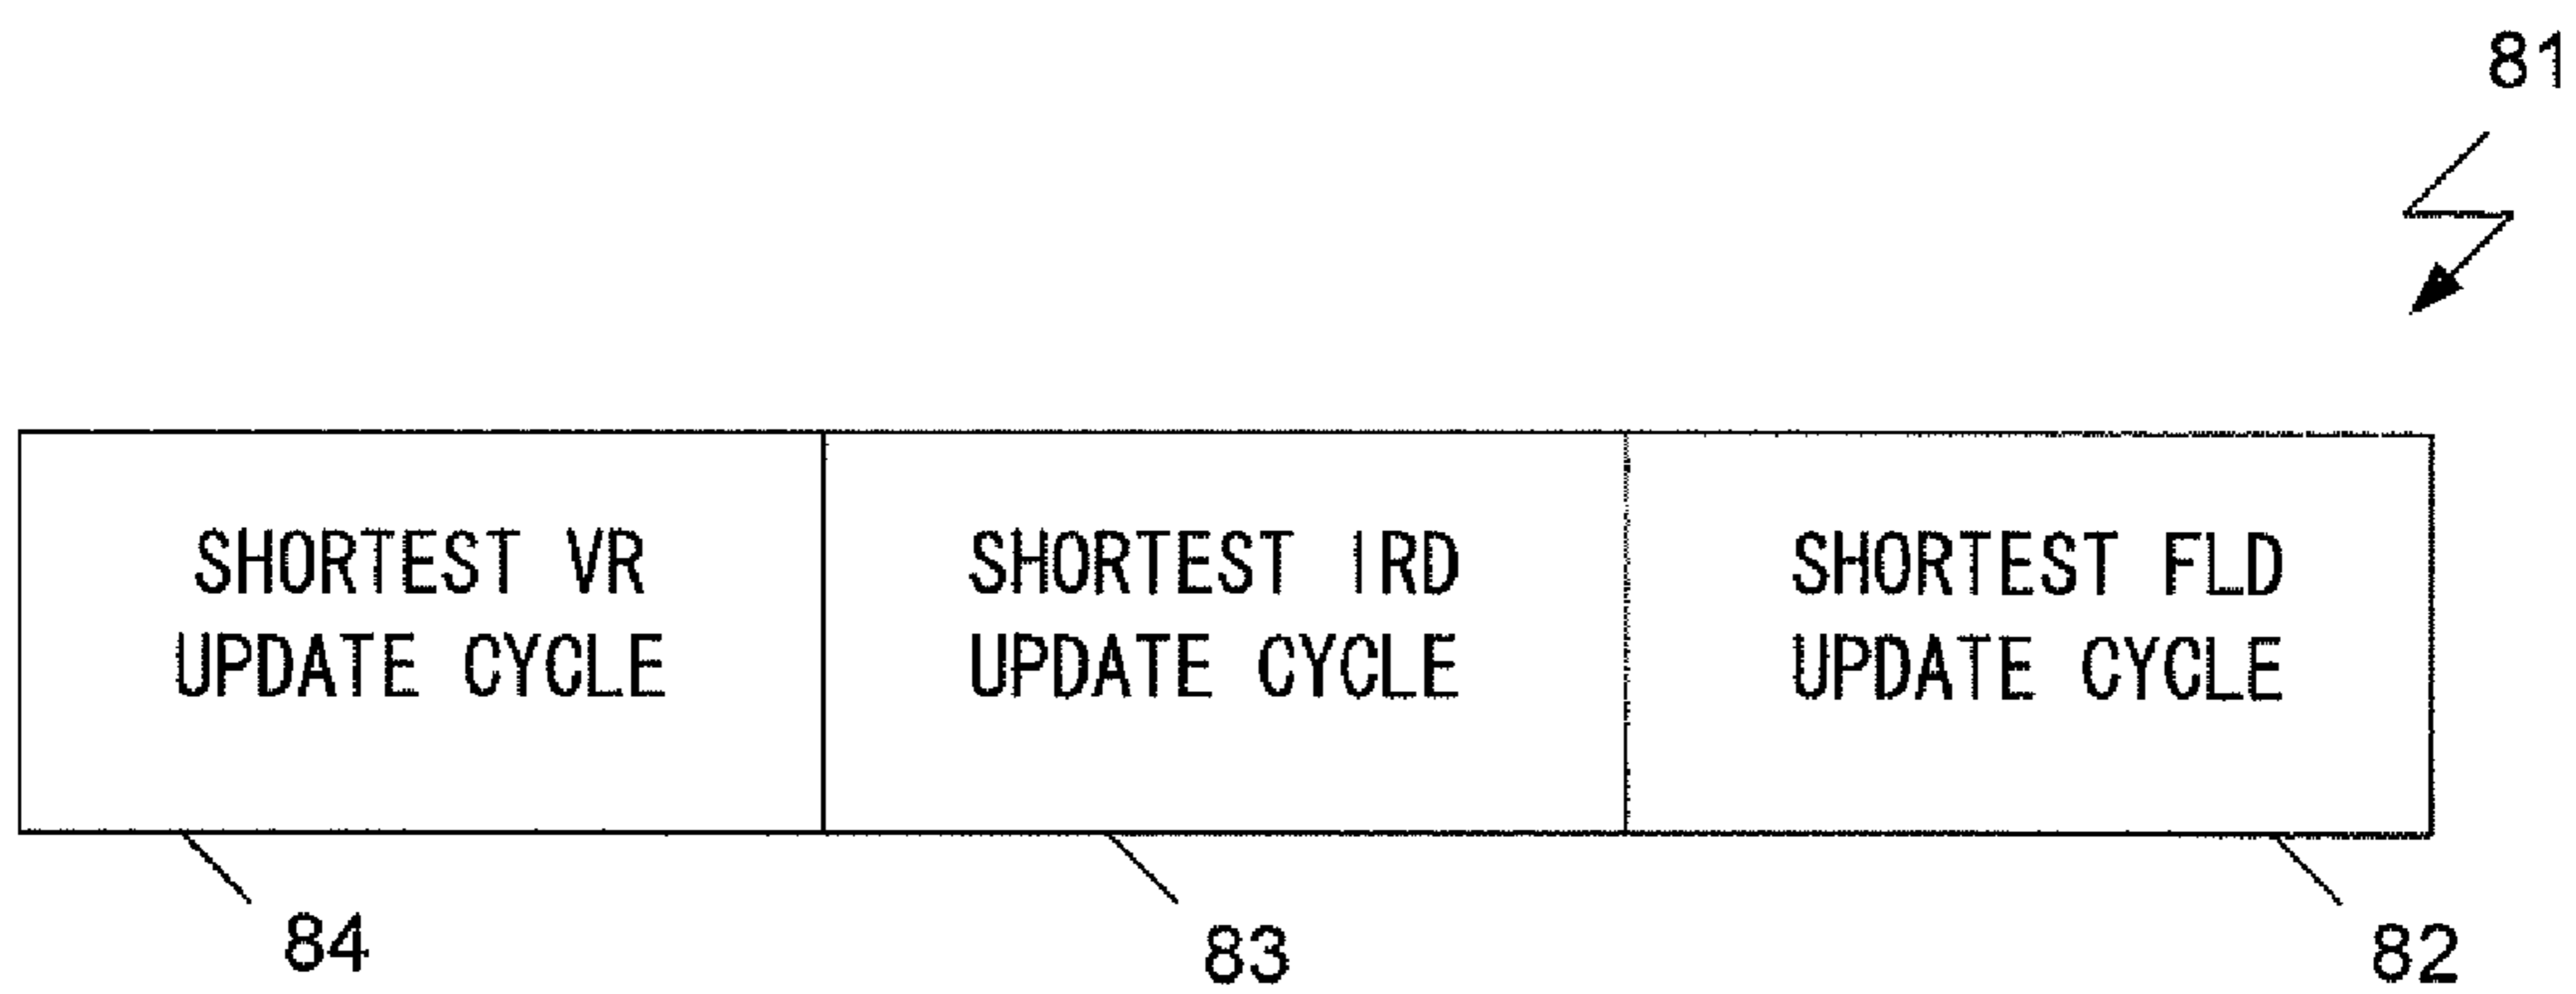 81
SHORTEST VR
UPDATE CYCLE
SHORTEST IRD
UPDATE CYCLE
SHORTEST FLD
UPDATE CYCLE
84
83
82